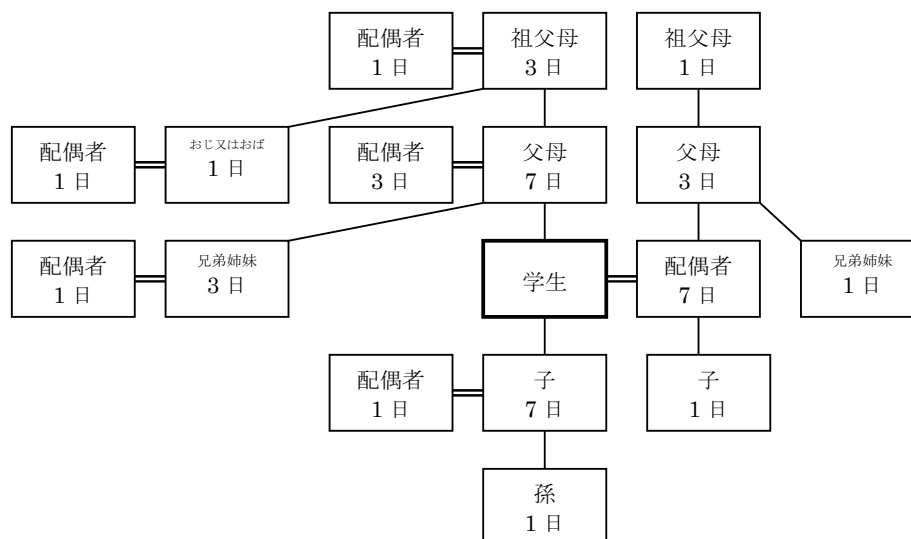 配偶者
1 日
祖父母
3 日
祖父母
1 日
配偶者
1 日
おじ又はおば
1 日
配偶者
3 日
父母
7 日
父母
3 日
配偶者
1 日
兄弟姉妹
3 日
学生
配偶者
7 日
兄弟姉妹
1 日
配偶者
1 日
子
7 日
子
1 日
孫
1 日